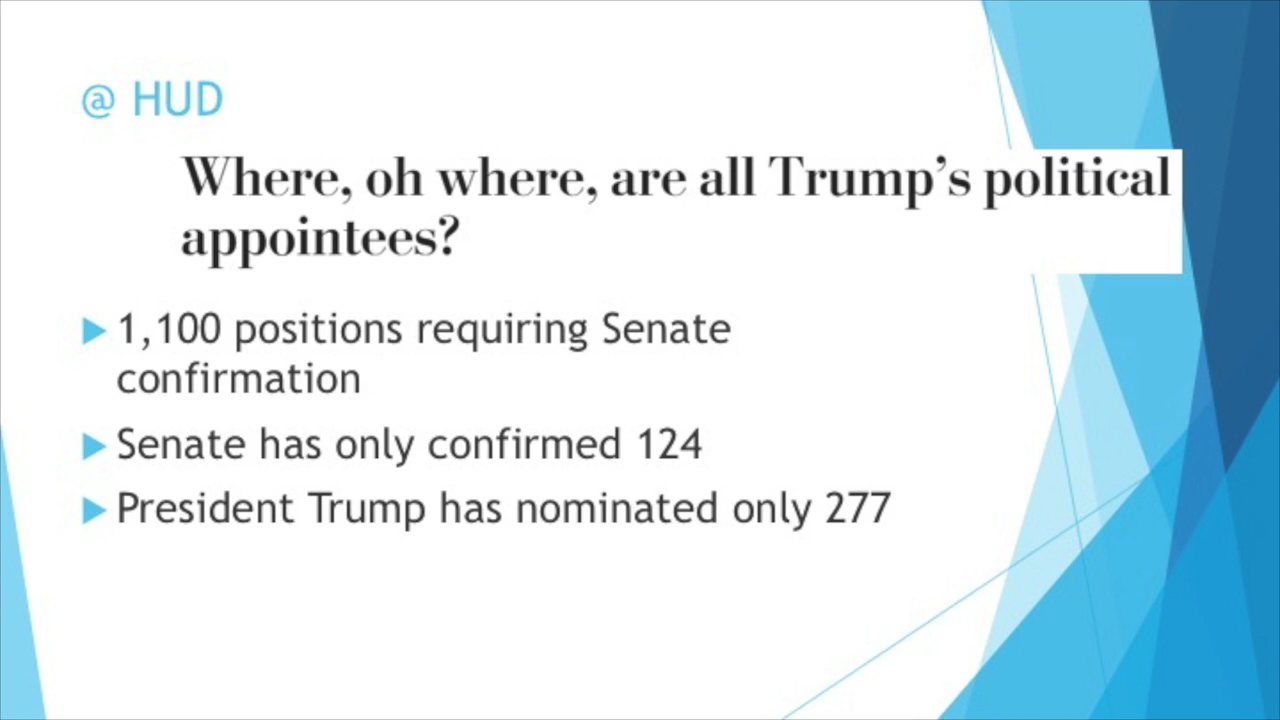 @ HUD
Where, oh where, are all Trump's political
appointees?
1,100 positions requiring Senate
confirmation
Senate has only confirmed 124
President Trump has nominated only 277